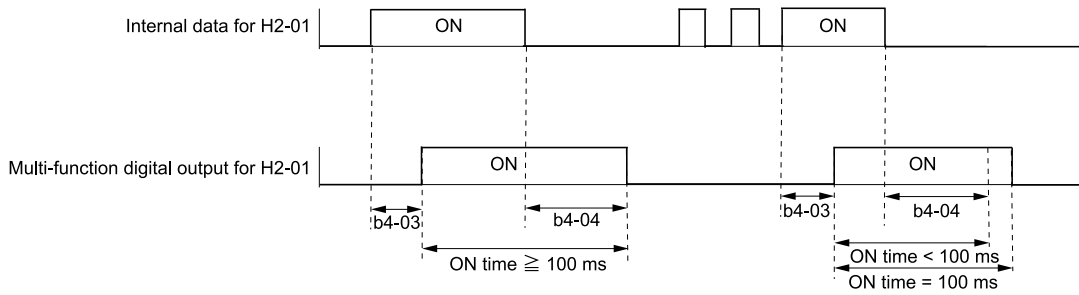 Internal data for H2-01
ON
ON
Multi-function digital output for H2-01
ON
ON
b4-03
b4-04
b4-03
b4-04
ON time ≧ 100 ms
ON time < 100 ms
ON time = 100 ms